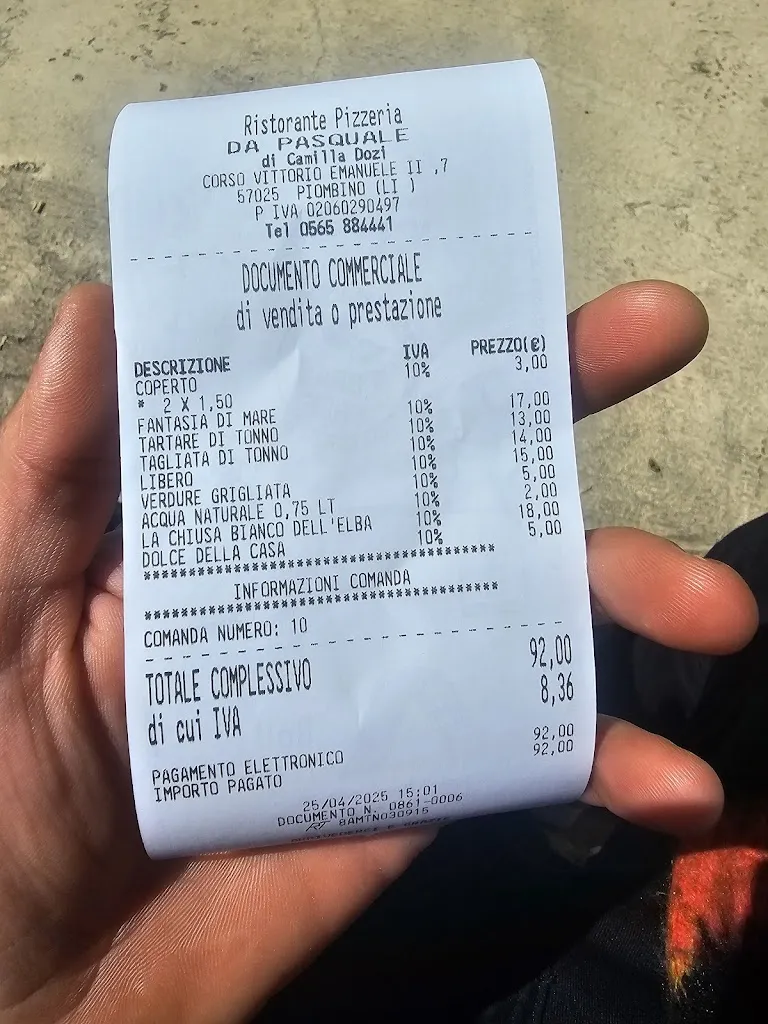 Ristorante Pizzeria
DA PASQUALE
di Camilla Dozi
CORSO VITTORIO EMANUELE II ,7
57025 PIOMBINO (LI )
P IVA 02060290497
Tel 0565 884441
DOCUMENTO COMMERCIALE
di vendita o prestazione
DESCRIZIONE IVA PREZZO(€)
COPERTO 10% 3,00
* 2 X 1,50
FANTASIA DI MARE 10% 17,00
TARTARE DI TONNO 10% 13,00
TAGLIATA DI TONNO 10% 14,00
LIBERO 10% 15,00
VERDURE GRIGLIATA 10% 5,00
ACQUA NATURALE 0,75 LT 10% 2,00
LA CHIUSA BIANCO DELL'ELBA 10% 18,00
DOLCE DELLA CASA 10% 5,00
****************************************
INFORMAZIONI COMANDA
****************************************
COMANDA NUMERO: 10
TOTALE COMPLESSIVO 92,00
di cui IVA 8,36
PAGAMENTO ELETTRONICO 92,00
IMPORTO PAGATO 92,00
25/04/2025 15:01
DOCUMENTO N. 0861-0006
RT 8AMTN030915